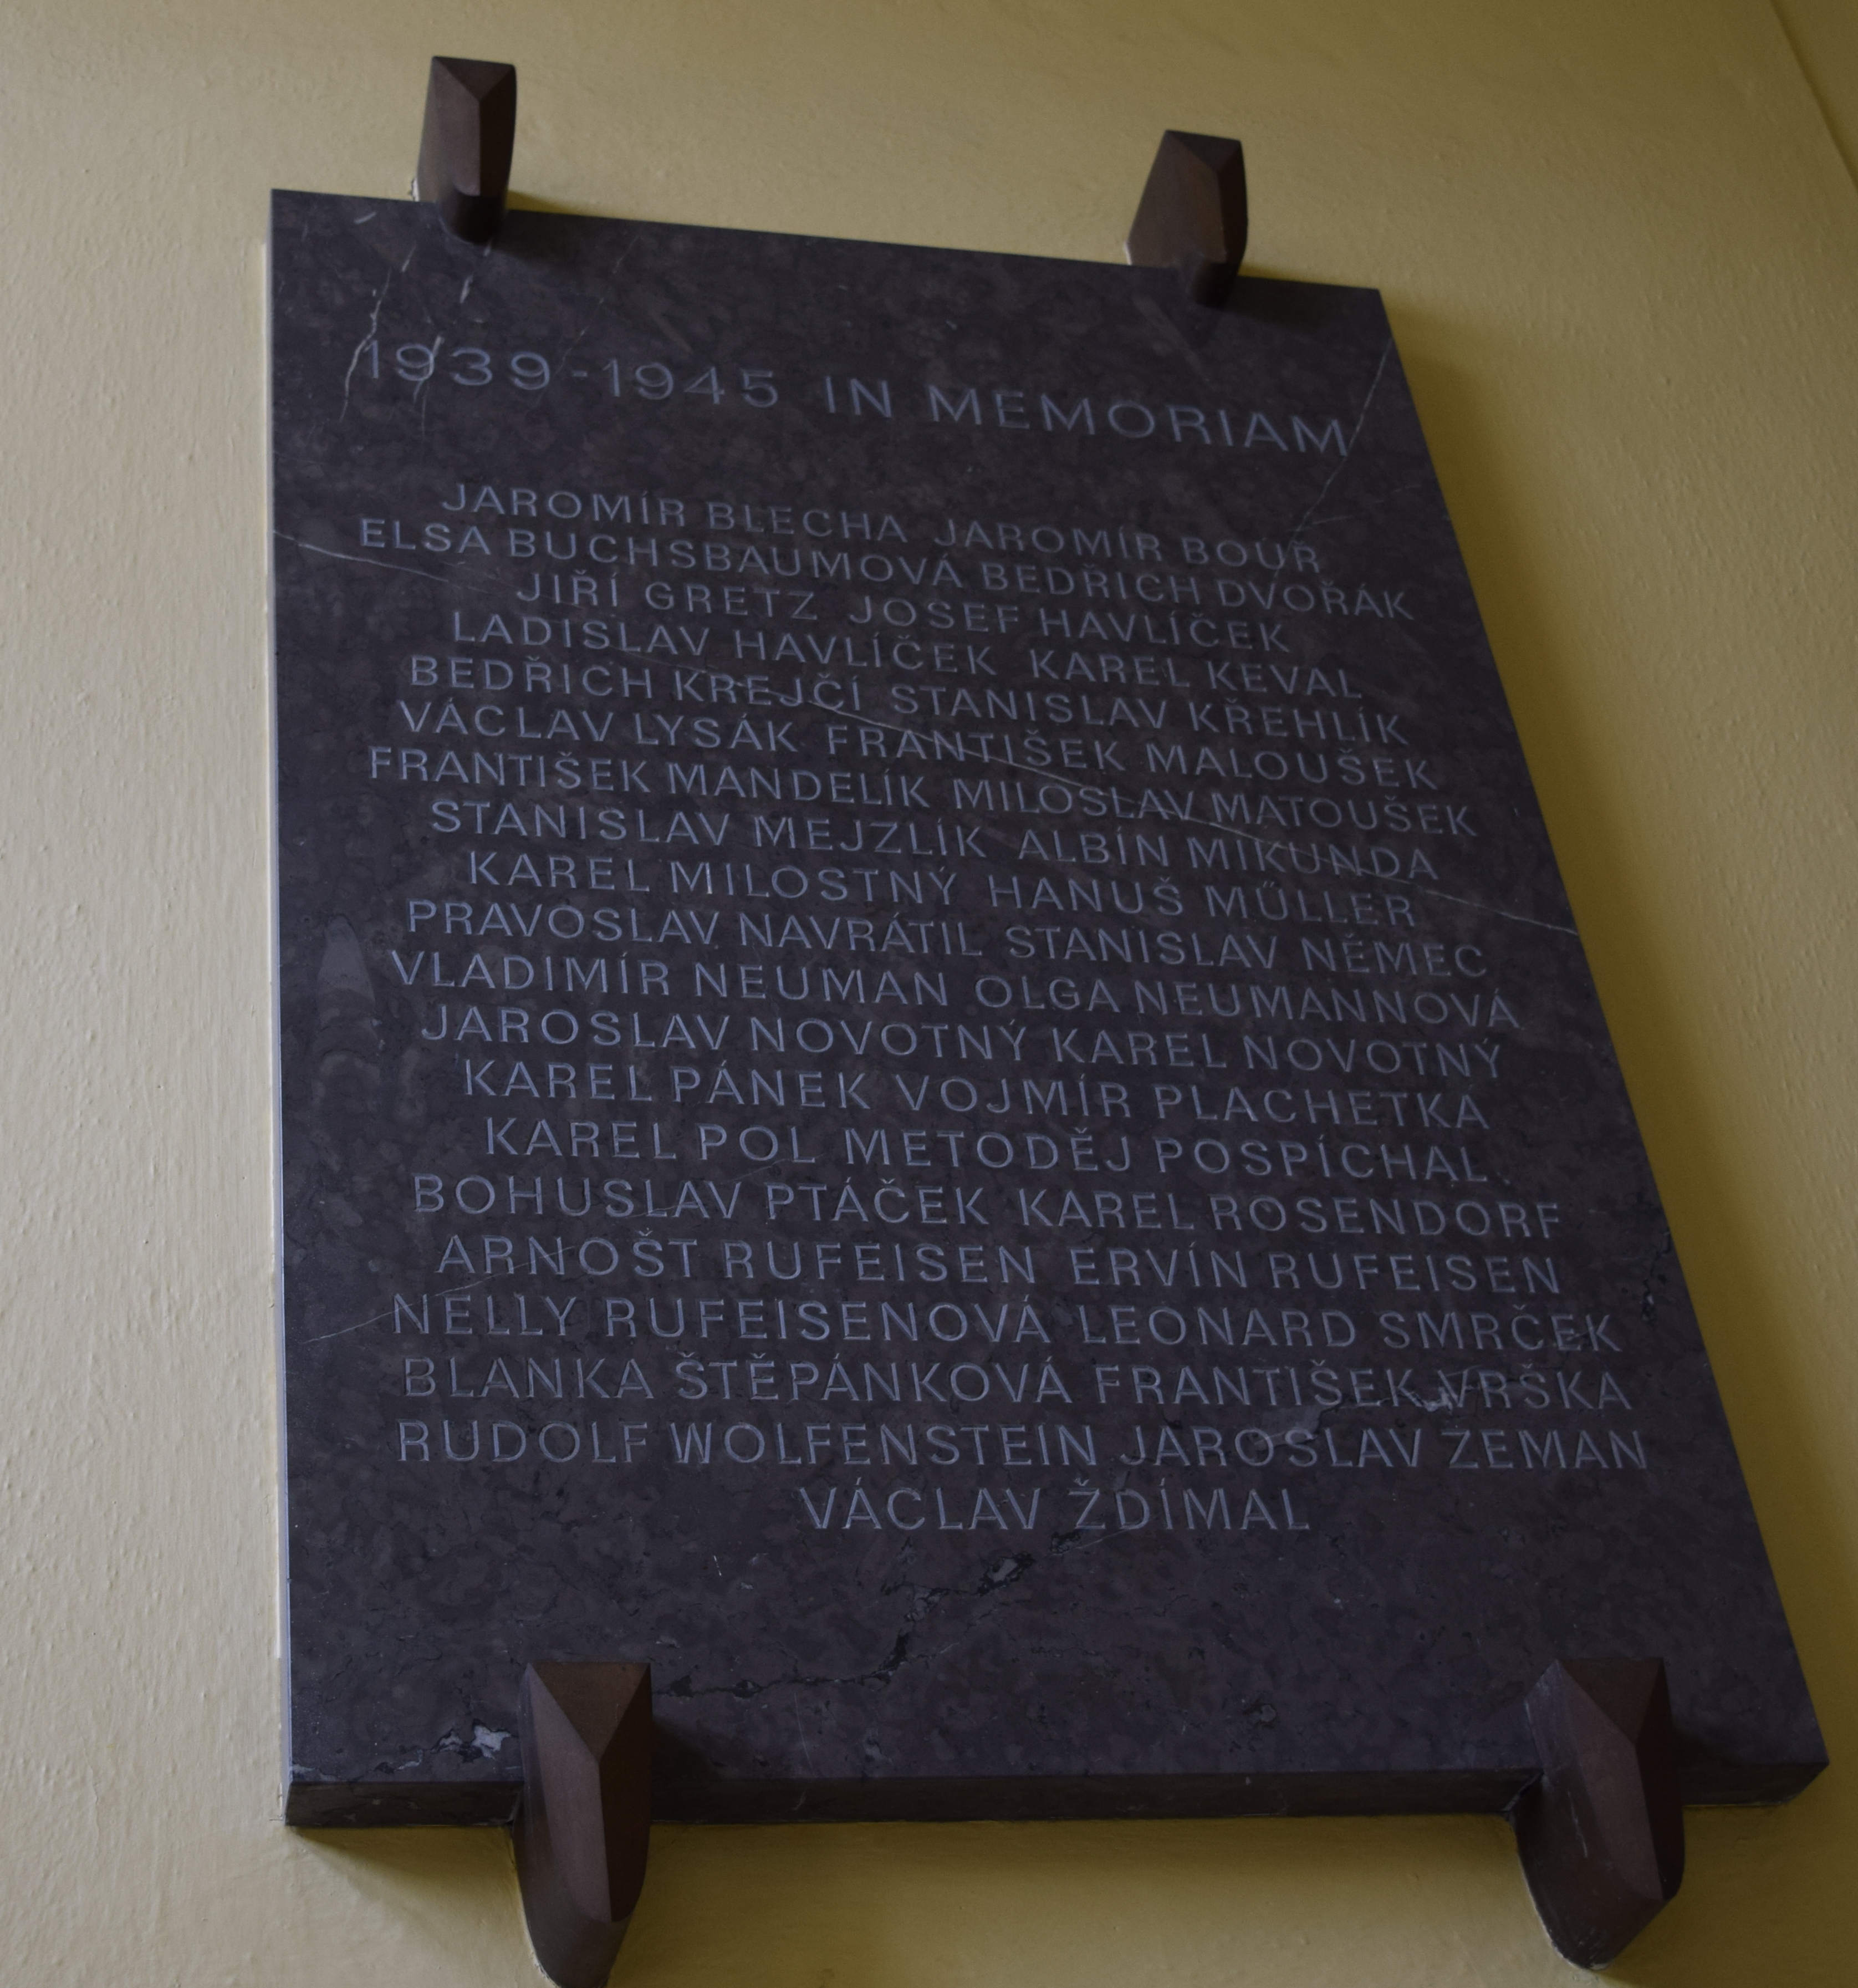 1939-1945 IN MEMORIAM
JAROMÍR BLECHA JAROMÍR BOUŘ
ELSA BUCHSBAUMOVÁ BEDŘICH DVOŘÁK
JIŘÍ GRETZ JOSEF HAVLÍČEK
LADISLAV HAVLÍČEK KAREL KEVAL
BEDŘICH KREJČÍ STANISLAV KŘEHLÍK
VÁCLAV LYSÁK FRANTIŠEK MALOUŠEK
FRANTIŠEK MANDELÍK MILOSLAV MATOUŠEK
STANISLAV MEJZLÍK ALBÍN MIKUNDA
KAREL MILOSTNÝ HANUŠ MŰLLER
PRAVOSLAV NAVRÁTIL STANISLAV NĚMEC
VLADIMÍR NEUMAN OLGA NEUMANNOVÁ
JAROSLAV NOVOTNÝ KAREL NOVOTNÝ
KAREL PÁNEK VOJMÍR PLACHETKA
KAREL POL METODĚJ POSPÍCHAL
BOHUSLAV PTÁČEK KAREL ROSENDORF
ARNOŠT RUFEISEN ERVÍN RUFEISEN
NELLY RUFEISENOVÁ LEONARD SMRČEK
BLANKA ŠTĚPÁNKOVÁ FRANTIŠEK VRŠKA
RUDOLF WOLFENSTEIN JAROSLAV ZEMAN
VÁCLAV ŽDÍMAL